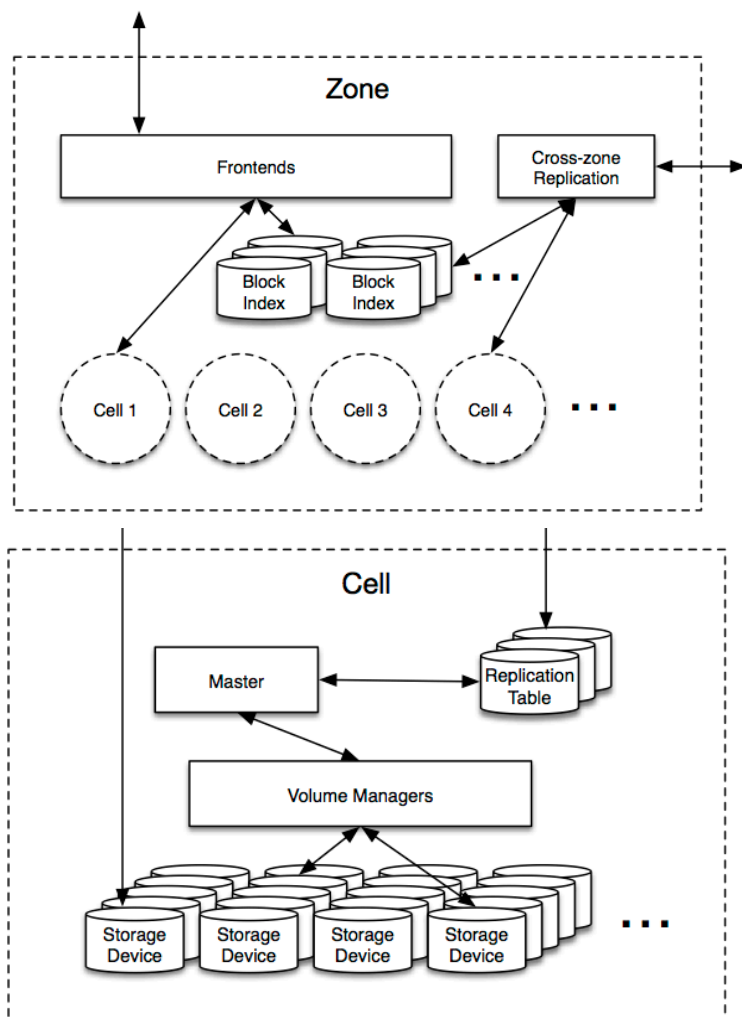 Zone
Frontends
Cross-zone
Replication
Block
Index
Block
Index
...
Cell 1
Cell 2
Cell 3
Cell 4
...
Cell
Master
Replication
Table
Volume Managers
Storage
Device
Storage
Device
Storage
Device
Storage
Device
...